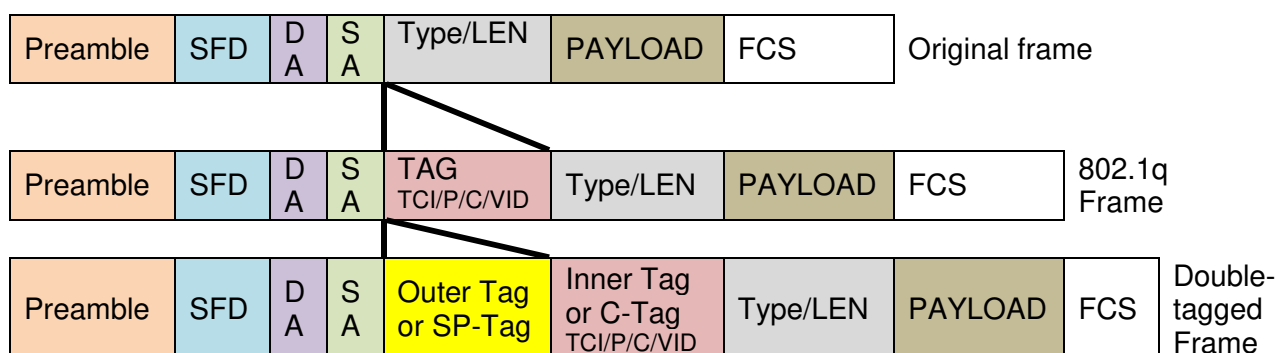 Preamble SFD D A S A Type/LEN PAYLOAD FCS Original frame
Preamble SFD D A S A TAG TCI/P/C/VID Type/LEN PAYLOAD FCS 802.1q Frame
Preamble SFD D A S A Outer Tag or SP-Tag Inner Tag or C-Tag TCI/P/C/VID Type/LEN PAYLOAD FCS Double-tagged Frame